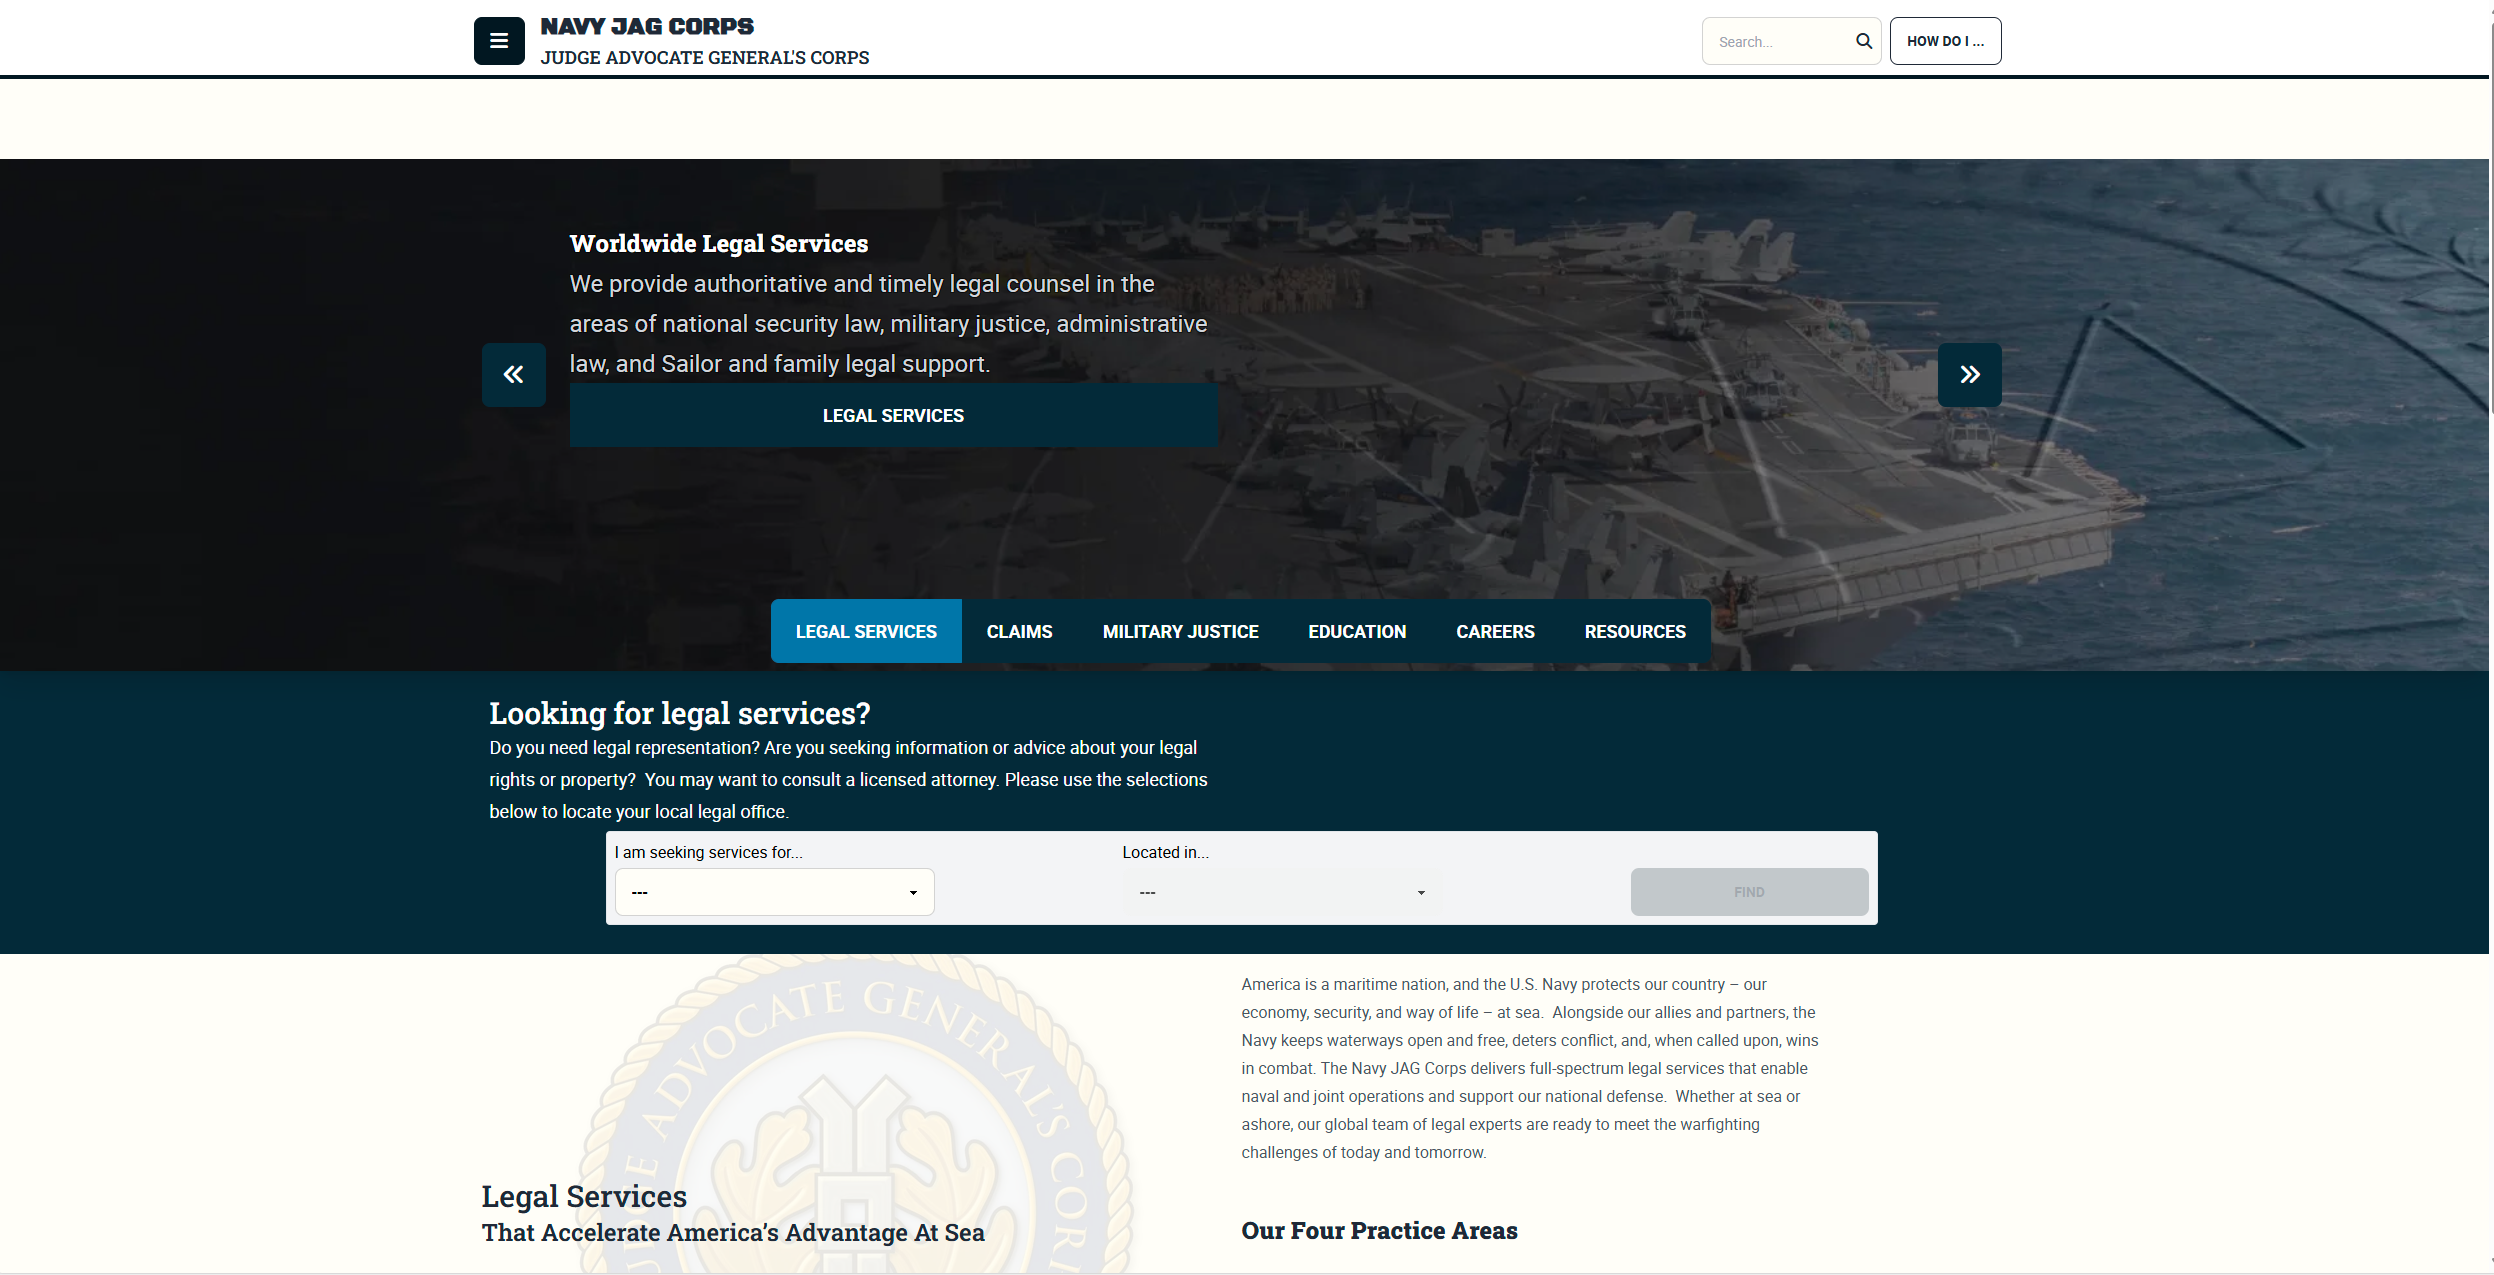 NAVY JAG CORPS
JUDGE ADVOCATE GENERAL'S CORPS
Search...
HOW DO I ...
Worldwide Legal Services
We provide authoritative and timely legal counsel in the
areas of national security law, military justice, administrative
law, and Sailor and family legal support.
LEGAL SERVICES
LEGAL SERVICES
CLAIMS
MILITARY JUSTICE
EDUCATION
CAREERS
RESOURCES
Looking for legal services?
Do you need legal representation? Are you seeking information or advice about your legal
rights or property?  You may want to consult a licensed attorney. Please use the selections
below to locate your local legal office.
I am seeking services for...
---
Located in...
---
FIND
JUDGE ADVOCATE GENERAL'S CORP
Legal Services
That Accelerate America’s Advantage At Sea
America is a maritime nation, and the U.S. Navy protects our country – our
economy, security, and way of life – at sea.  Alongside our allies and partners, the
Navy keeps waterways open and free, deters conflict, and, when called upon, wins
in combat. The Navy JAG Corps delivers full-spectrum legal services that enable
naval and joint operations and support our national defense.  Whether at sea or
ashore, our global team of legal experts are ready to meet the warfighting
challenges of today and tomorrow.
Our Four Practice Areas